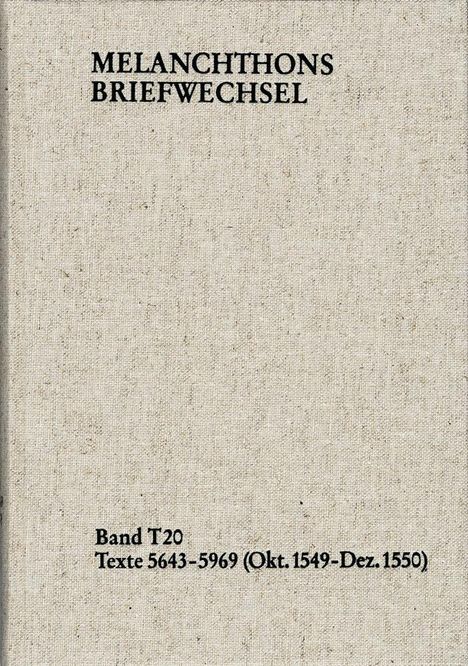 MELANCHTHONS
BRIEFWECHSEL
Band T20
Texte 5643-5969 (Okt. 1549-Dez. 1550)